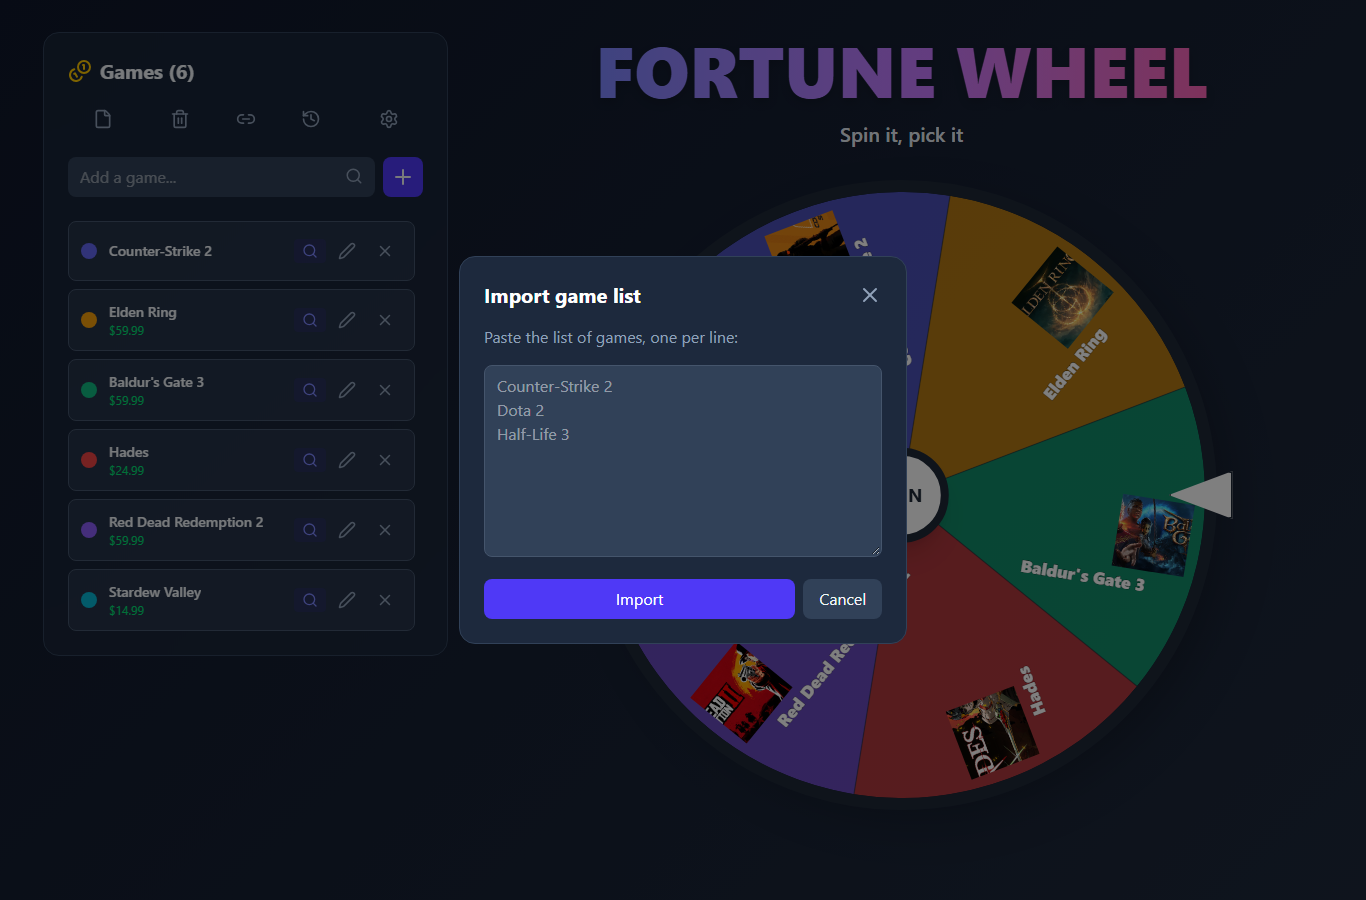 Games (6)
FORTUNE WHEEL
Spin it, pick it
Add a game...
Counter-Strike 2
Elden Ring
$59.99
Baldur's Gate 3
$59.99
Hades
$24.99
Red Dead Redemption 2
$59.99
Stardew Valley
$14.99
Import game list
Paste the list of games, one per line:
Counter-Strike 2
Dota 2
Half-Life 3
Import
Cancel
Elden Ring
Baldur's Gate 3
Hades
Red Dead